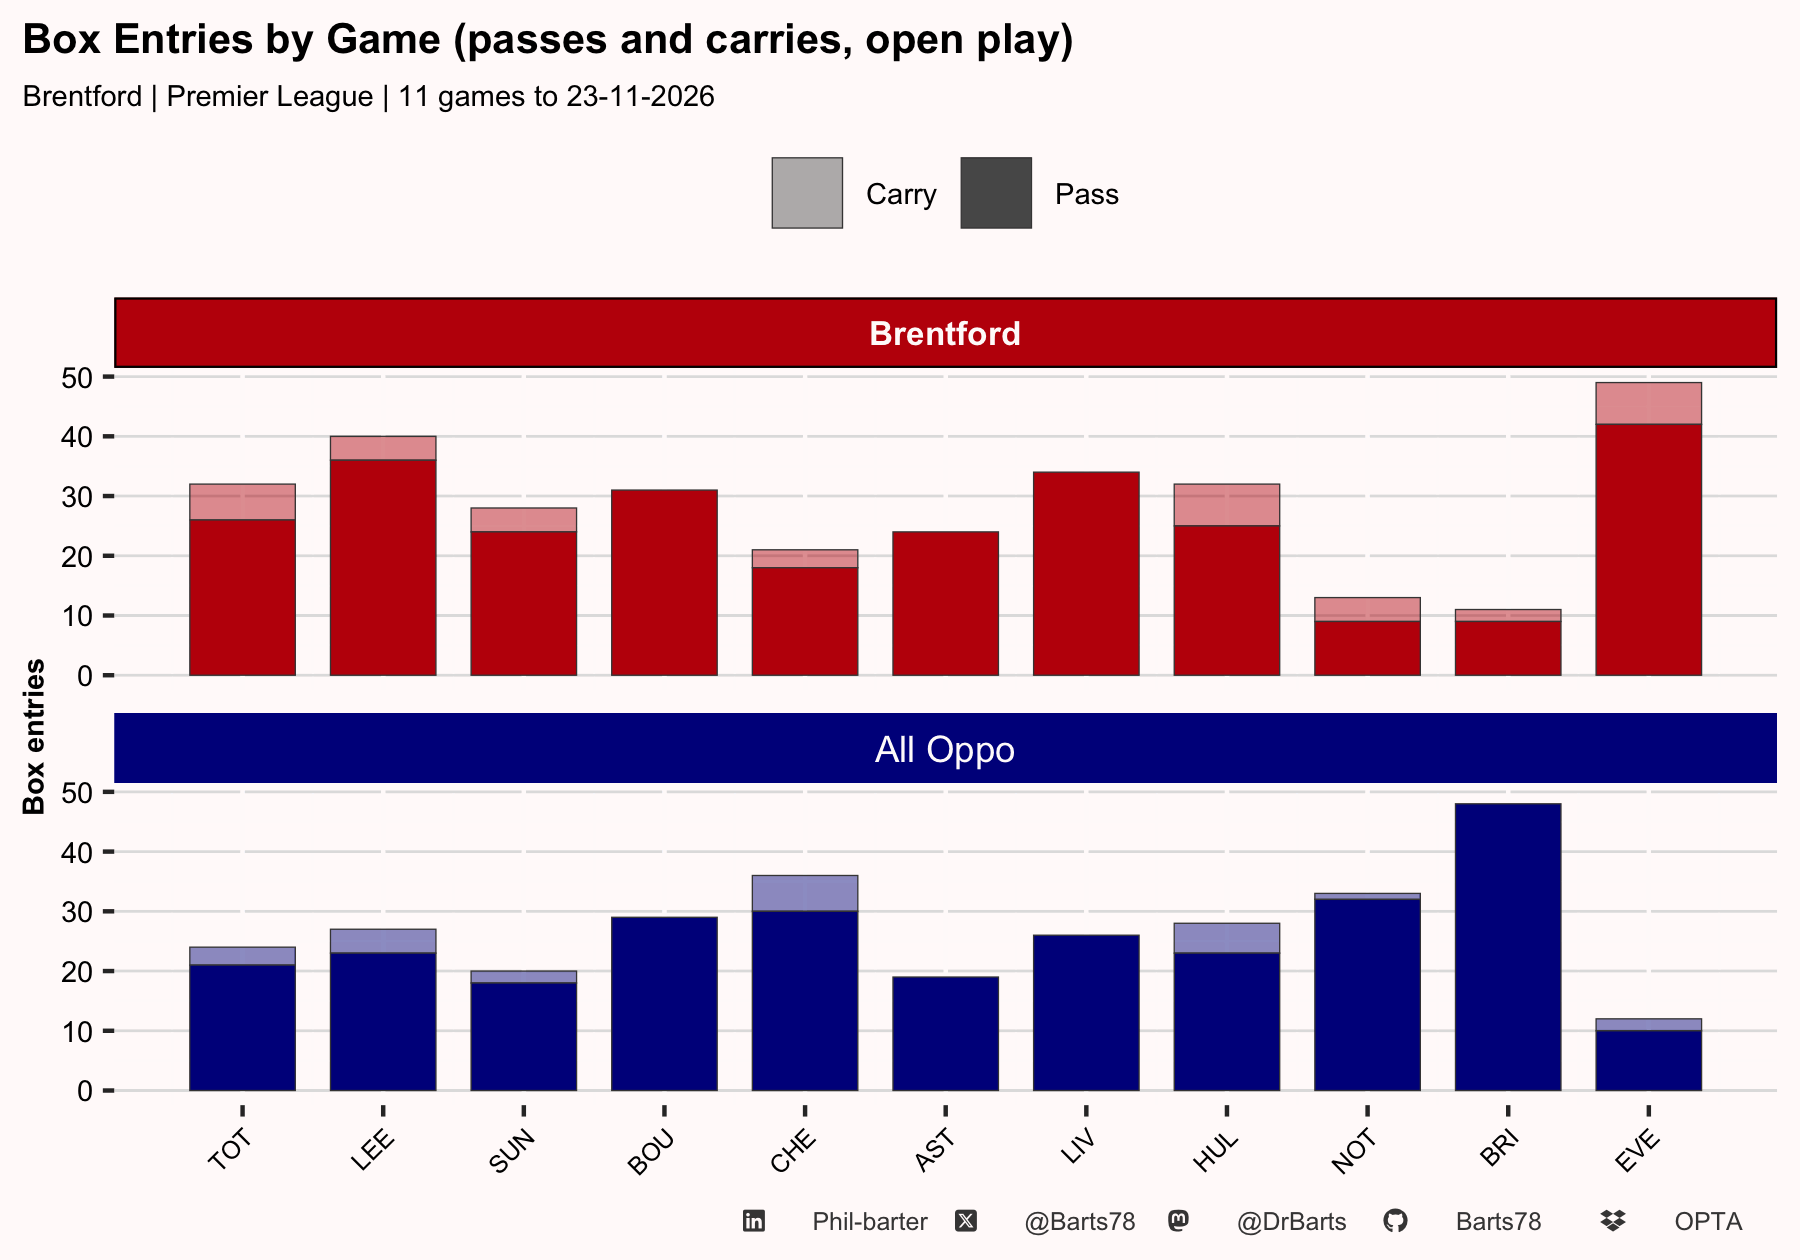 Box Entries by Game (passes and carries, open play)
Brentford | Premier League | 11 games to 23-11-2026
Carry Pass
Brentford
50
40
30
20
10
0
Box entries
All Oppo
50
40
30
20
10
0
TOT LEE SUN BOU CHE AST LIV HUL NOT BRI EVE
Phil-barter @Barts78 @DrBarts Barts78 OPTA